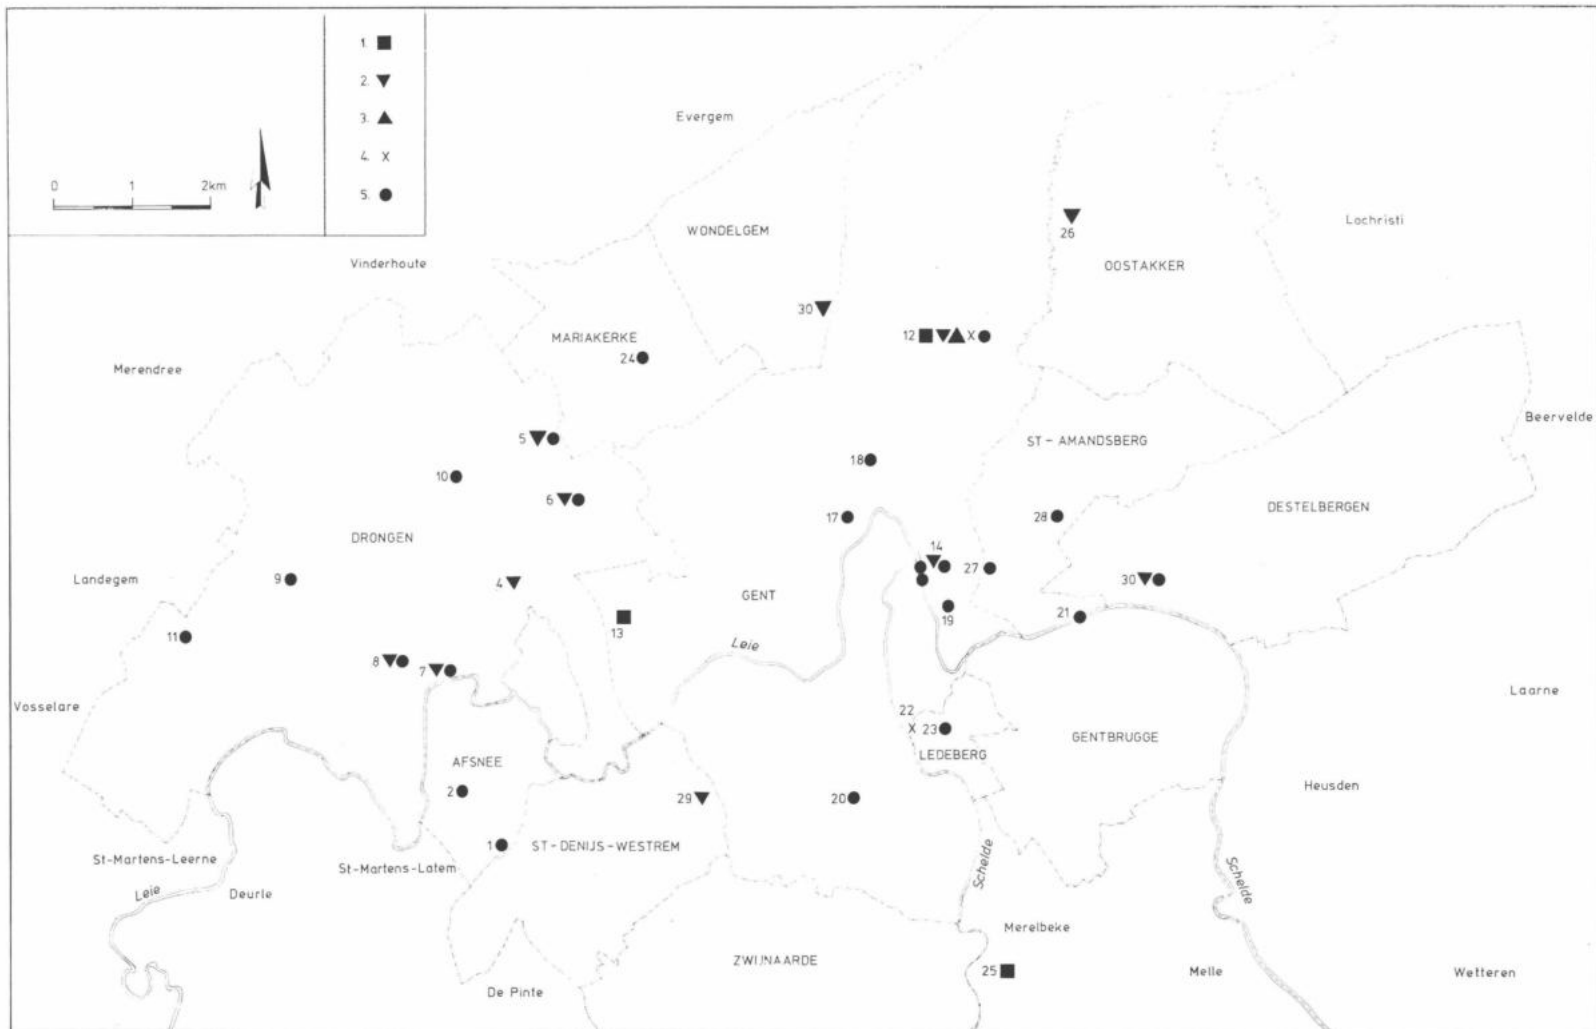 1. ■
2. ▼
3. ▲
4. x
5. ●
0 1 2km
Evergem
WONDELGEM
26
Lochristi
Vinderhoute
OOSTAKKER
30
12 x
MARIAKERKE
24
Merendree
Beervelde
5
ST-AMANDSBERG
18
10
6
DESTELBERGEN
17
28
DRONGEN
14
Landegem
9
4
27
30
GENT
19
21
11
13
Leie
8
7
Laarne
Vosselare
22
x 23
GENTBRUGGE
LEDEBERG
AFSNEE
Heusden
2
29
20
1
ST-DENIJS-WESTREM
St-Martens-Leerne
St-Martens-Latem
Schelde
Schelde
Leie
Deurle
Merelbeke
ZWIJNAARDE
25
Melle
Wetteren
De Pinte